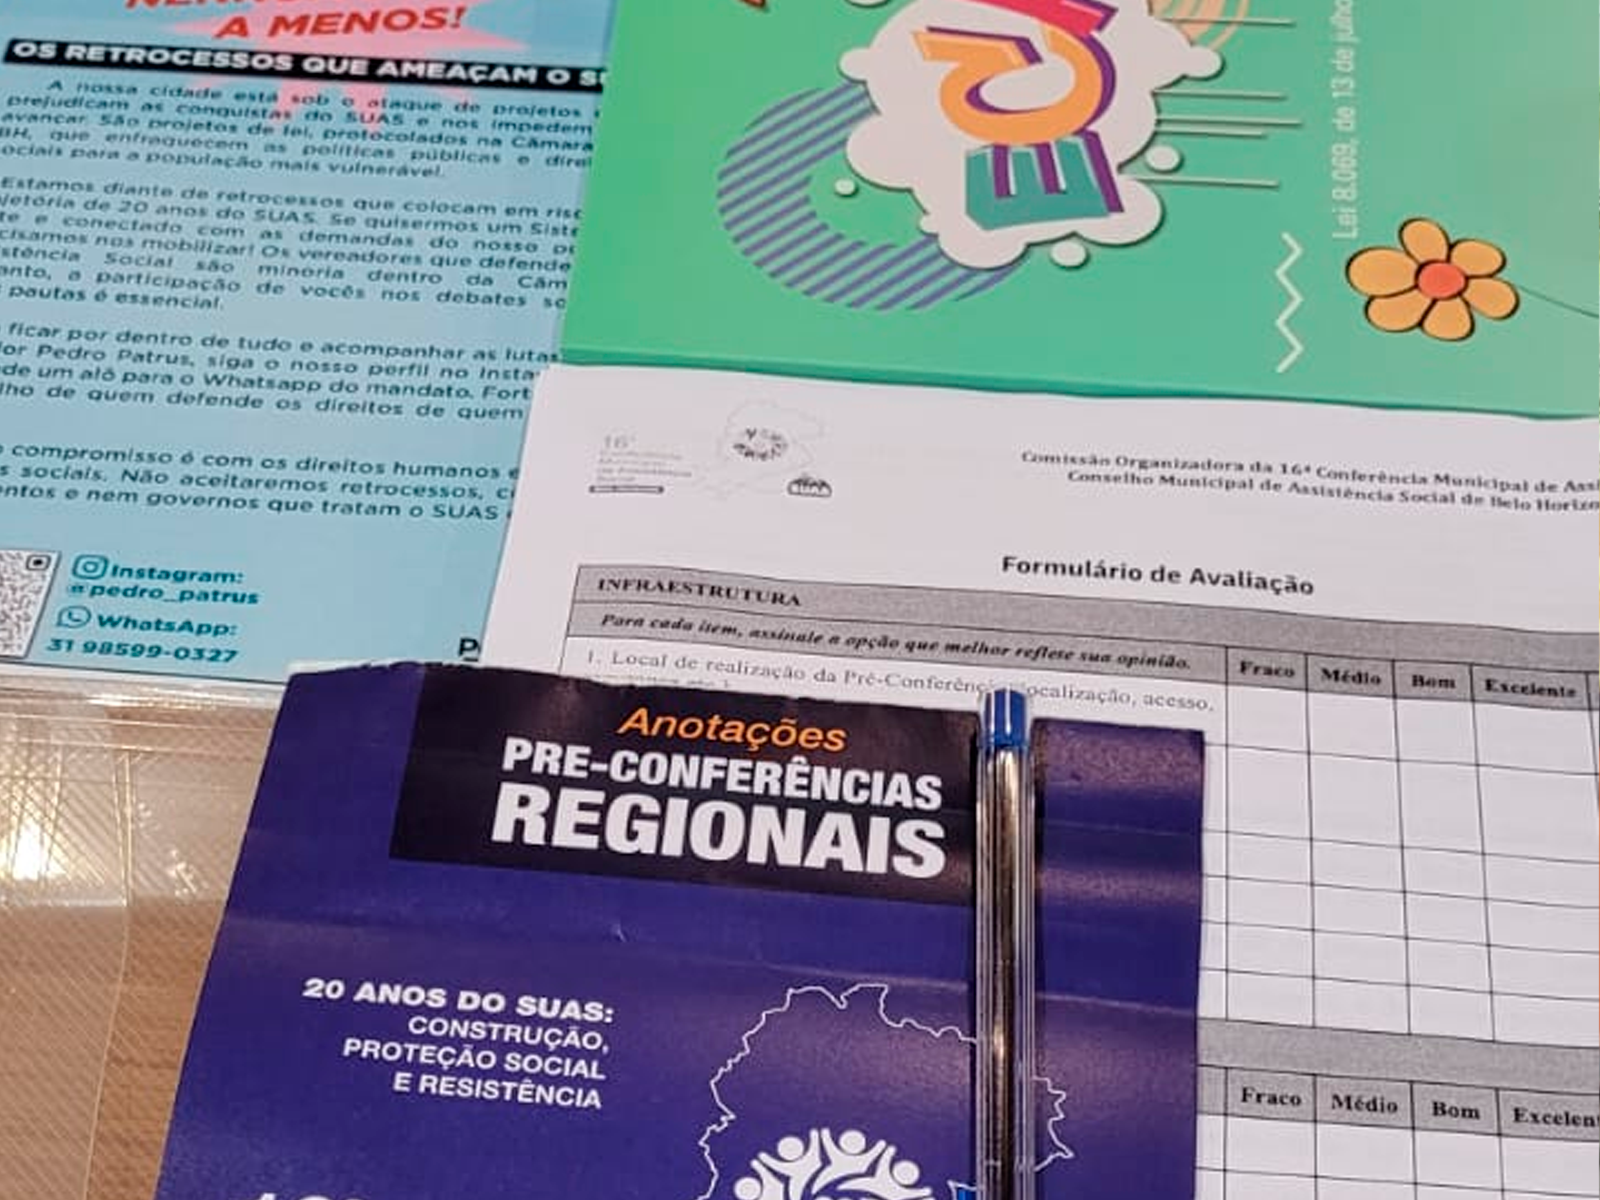 A MENOS!
OS RETROCESSOS QUE AMEAÇAM O
A nossa cidade está sob o ataque de projetos
prejudicam as conquistas do SUAS e nos impedem
avançar. São projetos de lei, protocolados na Câmara
BH, que enfraquecem as políticas públicas e
para a população mais vulnerável.
Estamos diante de retrocessos que colocam em
de 20 anos do SUAS. Se quisermos um
e conectado com as demandas do nosso
nos mobilizar! Os vereadores que
Social são minoria dentro da
a participação de vocês nos debates
pautas é essencial.
ficar por dentro de tudo e acompanhar as lutas
Pedro Patrus, siga o nosso perfil no
um alô para o Whatsapp do mandato.
de quem defende os direitos de quem
compromisso é com os direitos humanos e
sociais. Não aceitaremos retrocessos,
e nem governos que tratam o SUAS
Instagram:
@pedro_patrus
WhatsApp:
31 98599-0327
ECA
Lei 8.069, de 13 de julho
16ª
Conferência
Municipal
de Assistência
Social
Comissão Organizadora da 16ª Conferência Municipal de
Conselho Municipal de Assistência Social de Belo
Formulário de Avaliação
INFRAESTRUTURA
Para cada item, assinale a opção que melhor reflete sua opinião.
Fraco Médio Bom Excelente
1. Local de realização da localização, acesso,
Anotações
PRE-CONFERÊNCIAS
REGIONAIS
20 ANOS DO SUAS:
CONSTRUÇÃO,
PROTEÇÃO SOCIAL
E RESISTÊNCIA
Fraco Médio Bom